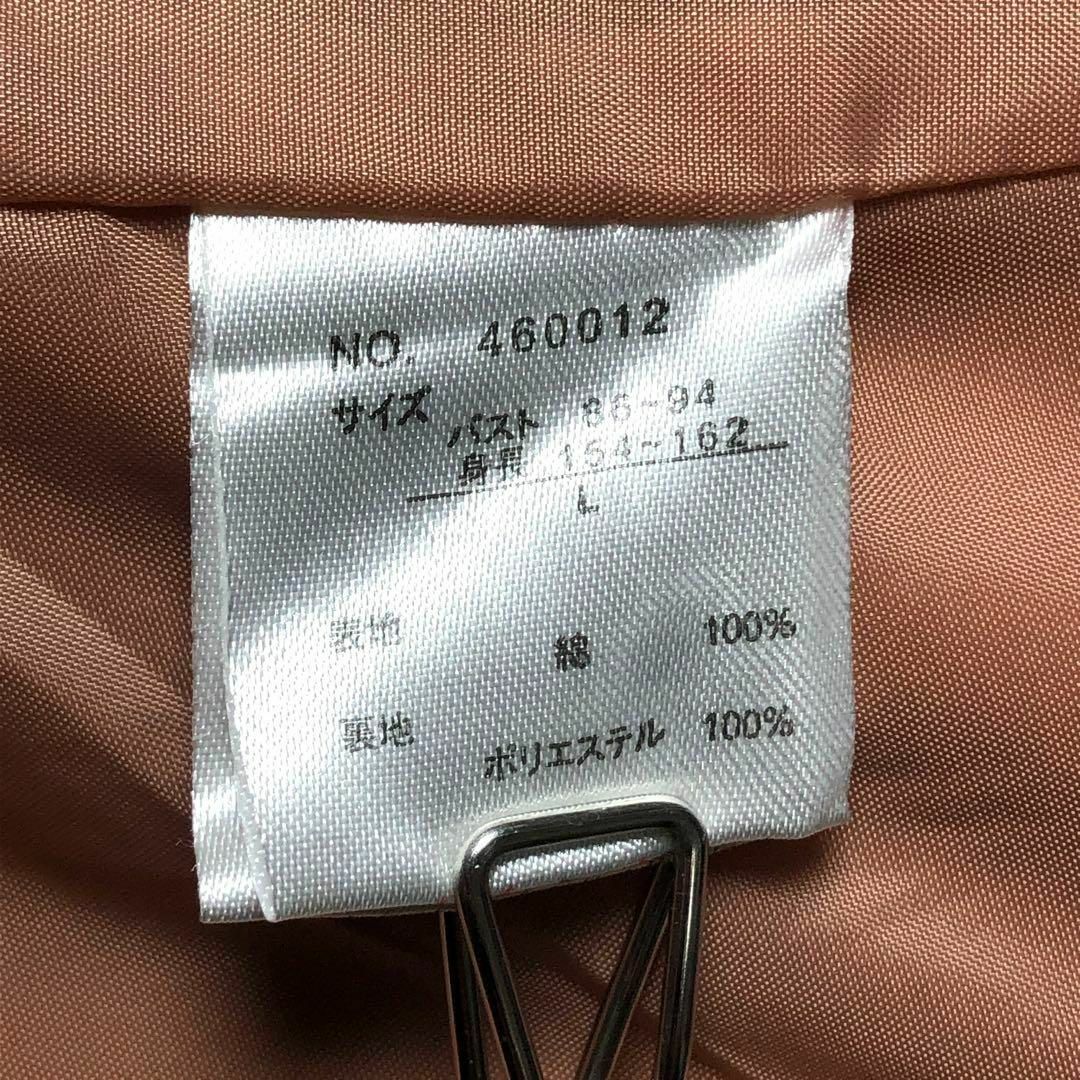 NO. 460012
サイズ バスト 86~94
身長 154~162
L
表地 綿 100%
裏地 ポリエステル 100%